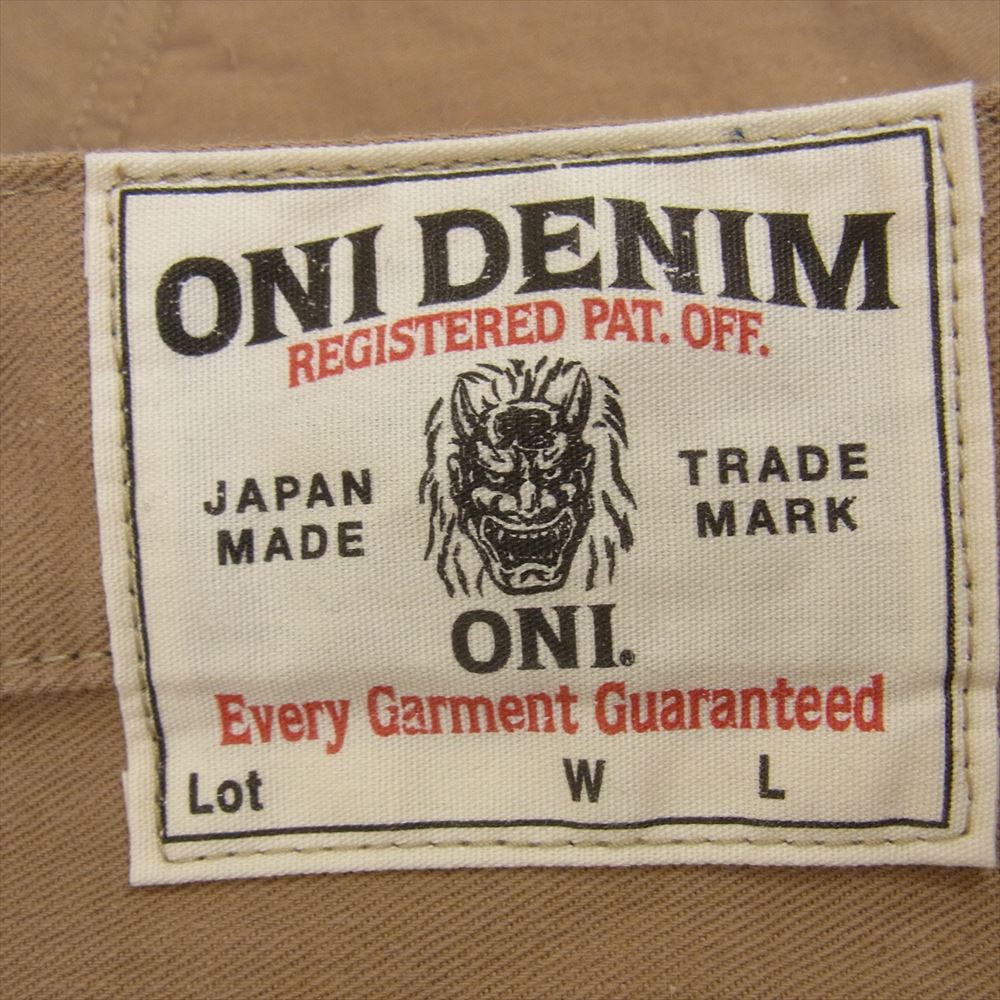 ONI DENIM
REGISTERED PAT. OFF.
JAPAN
MADE
TRADE
MARK
ONI®
Every Garment Guaranteed
Lot W L